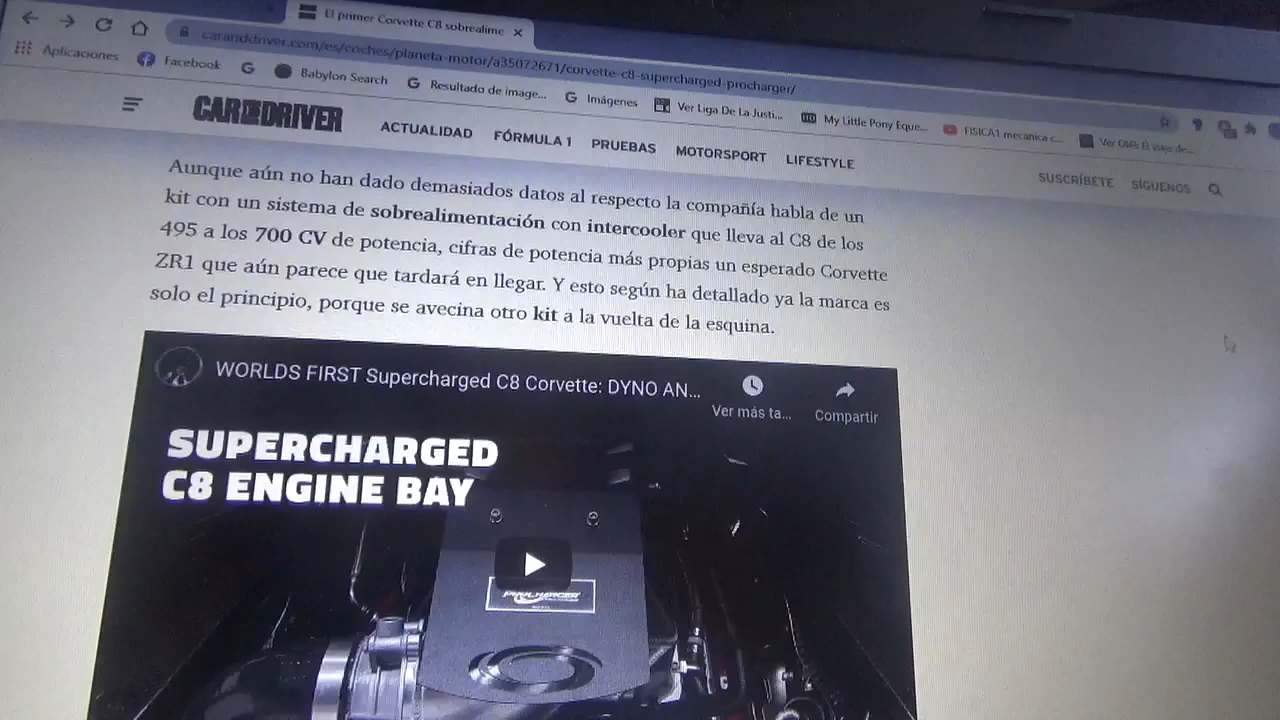 El primer Corvette C8 sobrealime
caranddriver.com/es/coches/planeta-motor/a35072671/corvette-c8-supercharged-procharger/
Aplicaciones Facebook Babylon Search Resultado de image... Imágenes Ver Liga De La Justi... My Little Pony Eque... FISICA1 mecanica c...
CAR AND DRIVER ACTUALIDAD FÓRMULA 1 PRUEBAS MOTORSPORT LIFESTYLE SUSCRÍBETE SÍGUENOS
Aunque aún no han dado demasiados datos al respecto la compañía habla de un
kit con un sistema de sobrealimentación con intercooler que lleva al C8 de los
495 a los 700 CV de potencia, cifras de potencia más propias un esperado Corvette
ZR1 que aún parece que tardará en llegar. Y esto según ha detallado ya la marca es
solo el principio, porque se avecina otro kit a la vuelta de la esquina.
WORLDS FIRST Supercharged C8 Corvette: DYNO AN...
Ver más ta... Compartir
SUPERCHARGED
C8 ENGINE BAY
PROCHARGER